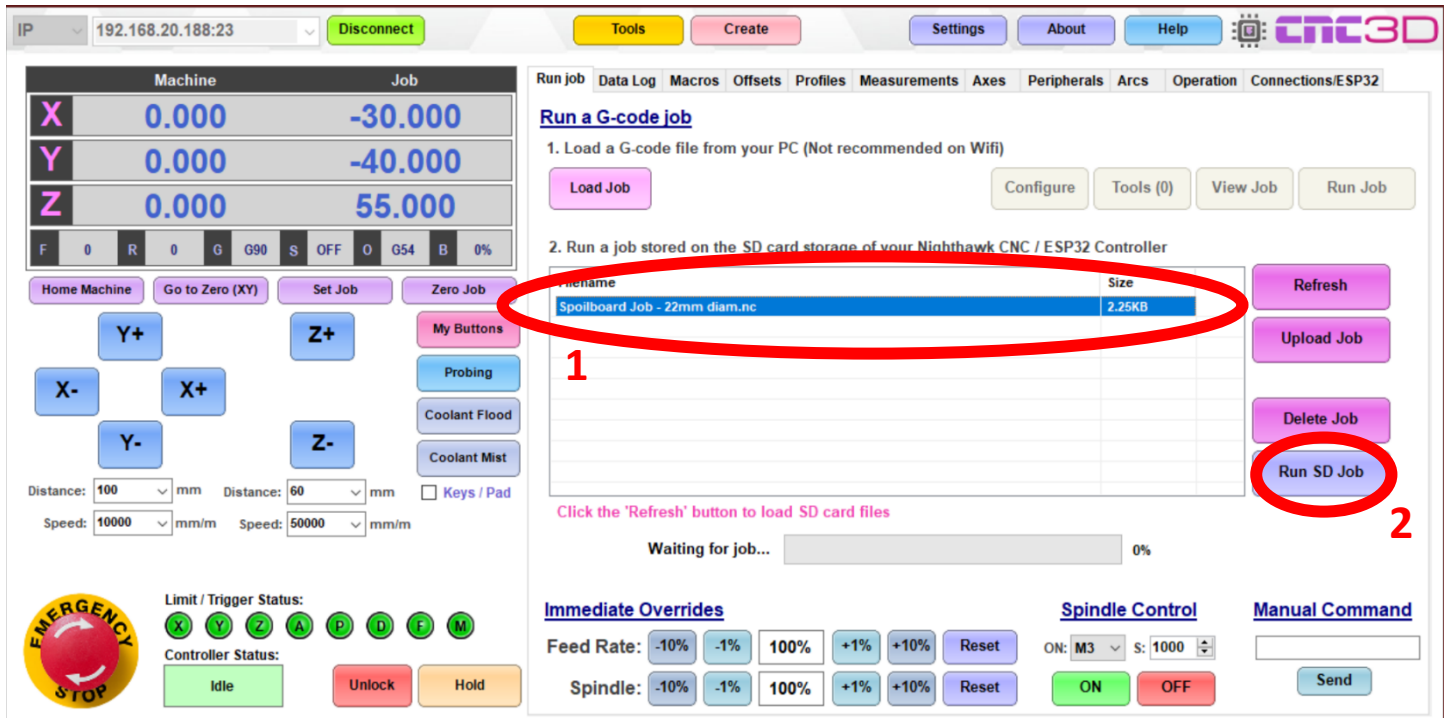 IP 192.168.20.188:23 Disconnect Tools Create Settings About Help CNC3D
Machine Job
X 0.000 -30.000
Y 0.000 -40.000
Z 0.000 55.000
F 0 R 0 G G90 S OFF O G54 B 0%
Home Machine Go to Zero (XY) Set Job Zero Job
Y+ Z+ My Buttons
Probing
X- X+
Coolant Flood
Y- Z-
Coolant Mist
Distance: 100 mm Distance: 60 mm Keys / Pad
Speed: 10000 mm/m Speed: 50000 mm/m
EMERGENCY STOP
Limit / Trigger Status:
X Y Z A P D F M
Controller Status:
Idle Unlock Hold
Run job Data Log Macros Offsets Profiles Measurements Axes Peripherals Arcs Operation Connections/ESP32
Run a G-code job
1. Load a G-code file from your PC (Not recommended on Wifi)
Load Job Configure Tools (0) View Job Run Job
2. Run a job stored on the SD card storage of your Nighthawk CNC / ESP32 Controller
Filename Size
Spoilboard Job - 22mm diam.nc 2.25KB
1
Refresh
Upload Job
Delete Job
Run SD Job
2
Click the 'Refresh' button to load SD card files
Waiting for job... 0%
Immediate Overrides Spindle Control Manual Command
Feed Rate: -10% -1% 100% +1% +10% Reset ON: M3 S: 1000
Spindle: -10% -1% 100% +1% +10% Reset ON OFF Send